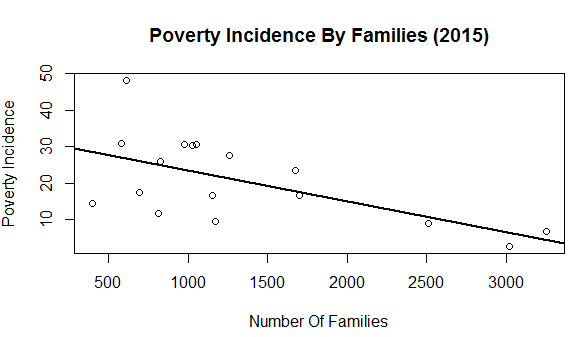 Poverty Incidence By Families (2015)
Poverty Incidence
50
40
30
20
10
500 1000 1500 2000 2500 3000
Number Of Families